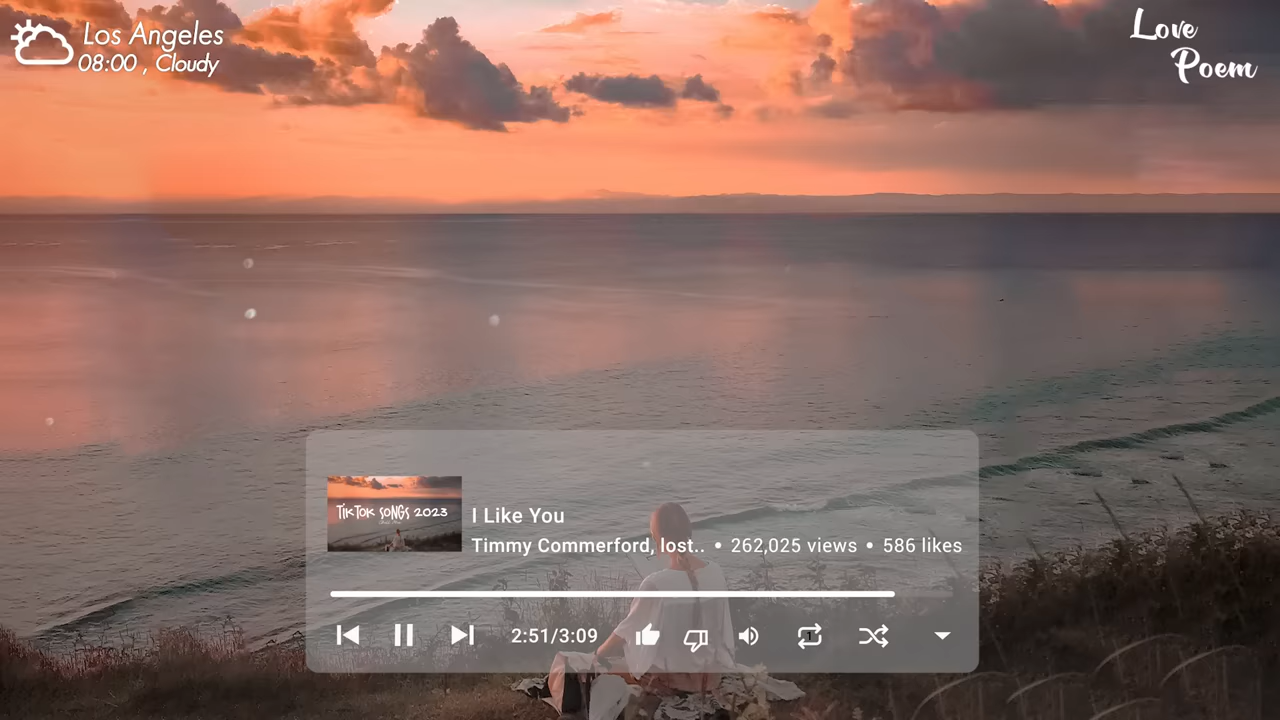 Los Angeles
08:00 , Cloudy
Love
Poem
TikTok SONGS 2023
I Like You
Timmy Commerford, lost.. • 262,025 views • 586 likes
2:51/3:09
1